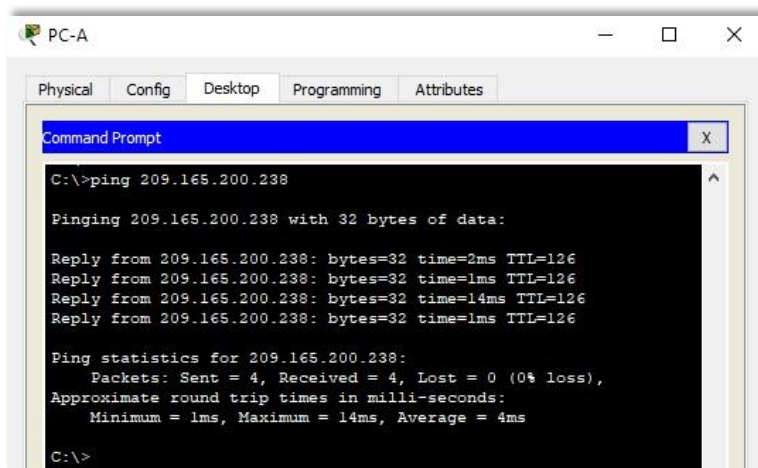 PC-A
Physical Config Desktop Programming Attributes
Command Prompt
X
C:\>ping 209.165.200.238
Pinging 209.165.200.238 with 32 bytes of data:
Reply from 209.165.200.238: bytes=32 time=2ms TTL=126
Reply from 209.165.200.238: bytes=32 time=1ms TTL=126
Reply from 209.165.200.238: bytes=32 time=14ms TTL=126
Reply from 209.165.200.238: bytes=32 time=1ms TTL=126
Ping statistics for 209.165.200.238:
Packets: Sent = 4, Received = 4, Lost = 0 (0% loss),
Approximate round trip times in milli-seconds:
Minimum = 1ms, Maximum = 14ms, Average = 4ms
C:\>